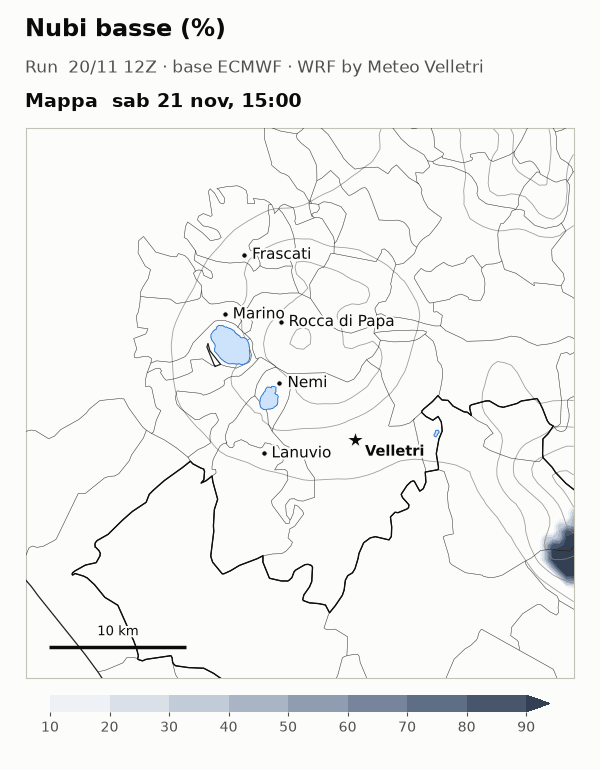 Nubi basse (%)
Run  20/11 12Z · base ECMWF · WRF by Meteo Velletri
Mappa  sab 21 nov, 15:00
Frascati
Marino
Rocca di Papa
Nemi
Velletri
Lanuvio
10 km
10 20 30 40 50 60 70 80 90